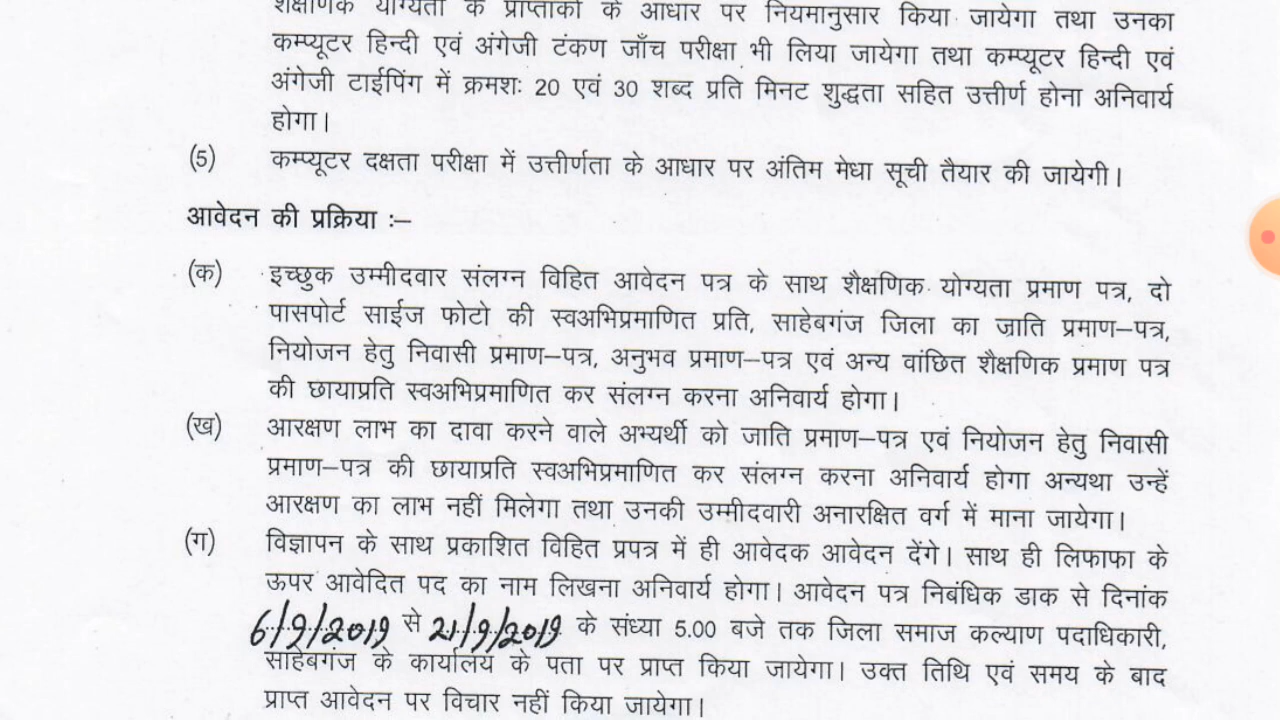 शैक्षणिक योग्यता के प्राप्तांकों के आधार पर नियमानुसार किया जायेगा तथा उनका
कम्प्यूटर हिन्दी एवं अंगेजी टंकण जाँच परीक्षा भी लिया जायेगा तथा कम्प्यूटर हिन्दी एवं
अंगेजी टाईपिंग में क्रमशः 20 एवं 30 शब्द प्रति मिनट शुद्धता सहित उत्तीर्ण होना अनिवार्य
होगा।
(5) कम्प्यूटर दक्षता परीक्षा में उत्तीर्णता के आधार पर अंतिम मेधा सूची तैयार की जायेगी।
आवेदन की प्रक्रिया :–
(क) इच्छुक उम्मीदवार संलग्न विहित आवेदन पत्र के साथ शैक्षणिक योग्यता प्रमाण पत्र, दो
पासपोर्ट साईज फोटो की स्वअभिप्रमाणित प्रति, साहेबगंज जिला का जाति प्रमाण–पत्र,
नियोजन हेतु निवासी प्रमाण–पत्र, अनुभव प्रमाण–पत्र एवं अन्य वांछित शैक्षणिक प्रमाण पत्र
की छायाप्रति स्वअभिप्रमाणित कर संलग्न करना अनिवार्य होगा।
(ख) आरक्षण लाभ का दावा करने वाले अभ्यर्थी को जाति प्रमाण–पत्र एवं नियोजन हेतु निवासी
प्रमाण–पत्र की छायाप्रति स्वअभिप्रमाणित कर संलग्न करना अनिवार्य होगा अन्यथा उन्हें
आरक्षण का लाभ नहीं मिलेगा तथा उनकी उम्मीदवारी अनारक्षित वर्ग में माना जायेगा।
(ग) विज्ञापन के साथ प्रकाशित विहित प्रपत्र में ही आवेदक आवेदन देंगे। साथ ही लिफाफा के
ऊपर आवेदित पद का नाम लिखना अनिवार्य होगा। आवेदन पत्र निबंधिक डाक से दिनांक
6/9/2019 से 21/9/2019 के संध्या 5.00 बजे तक जिला समाज कल्याण पदाधिकारी,
साहेबगंज के कार्यालय के पता पर प्राप्त किया जायेगा। उक्त तिथि एवं समय के बाद
प्राप्त आवेदन पर विचार नहीं किया जायेगा।